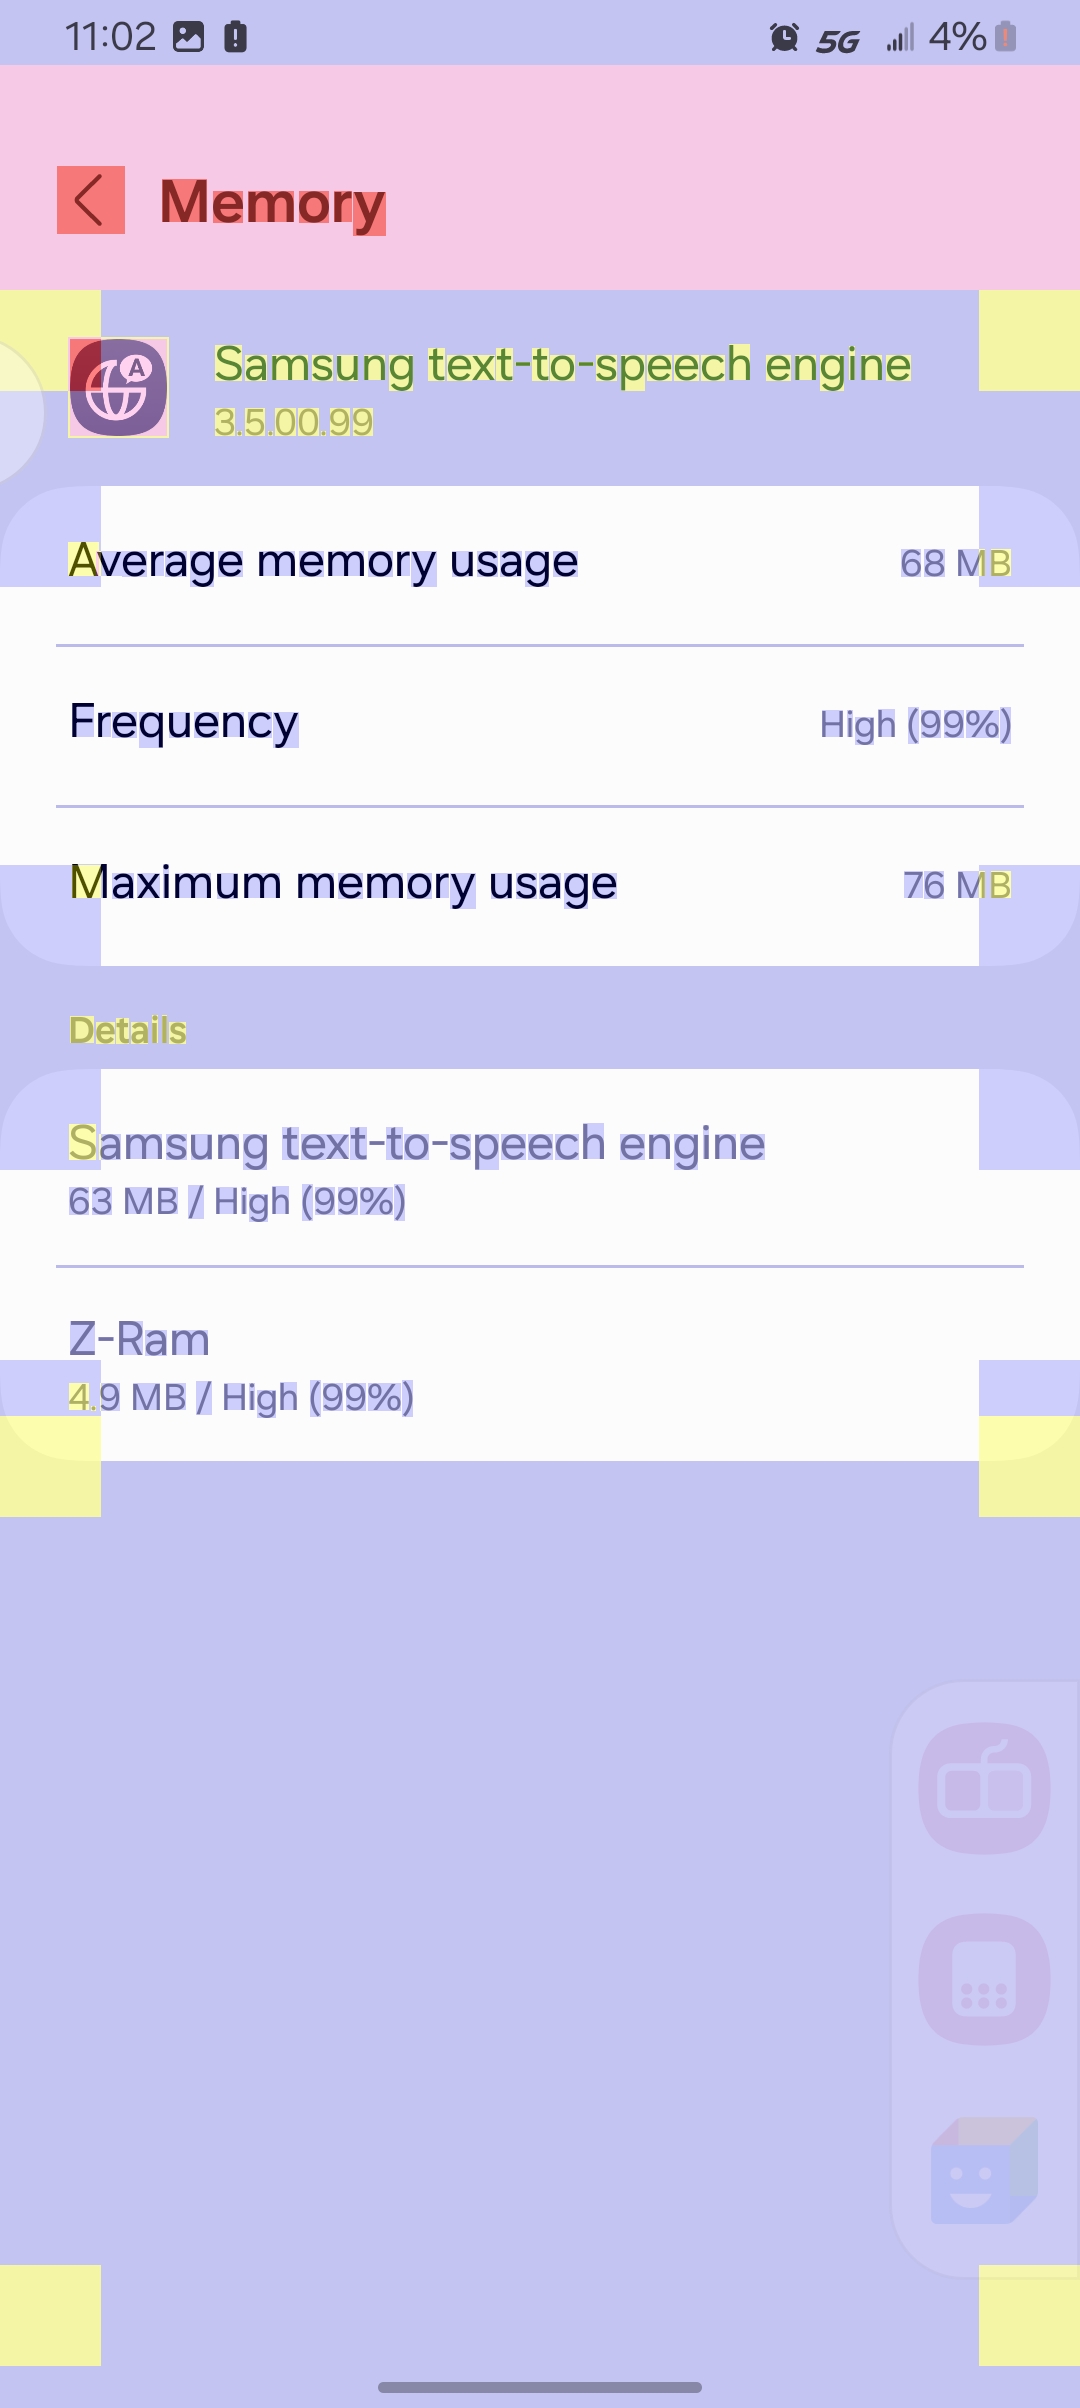 11:02 5G 4%
Memory
A
Samsung text-to-speech engine
3.5.00.99
Average memory usage 68 MB
Frequency High (99%)
Maximum memory usage 76 MB
Details
Samsung text-to-speech engine
63 MB / High (99%)
Z-Ram
4.9 MB / High (99%)